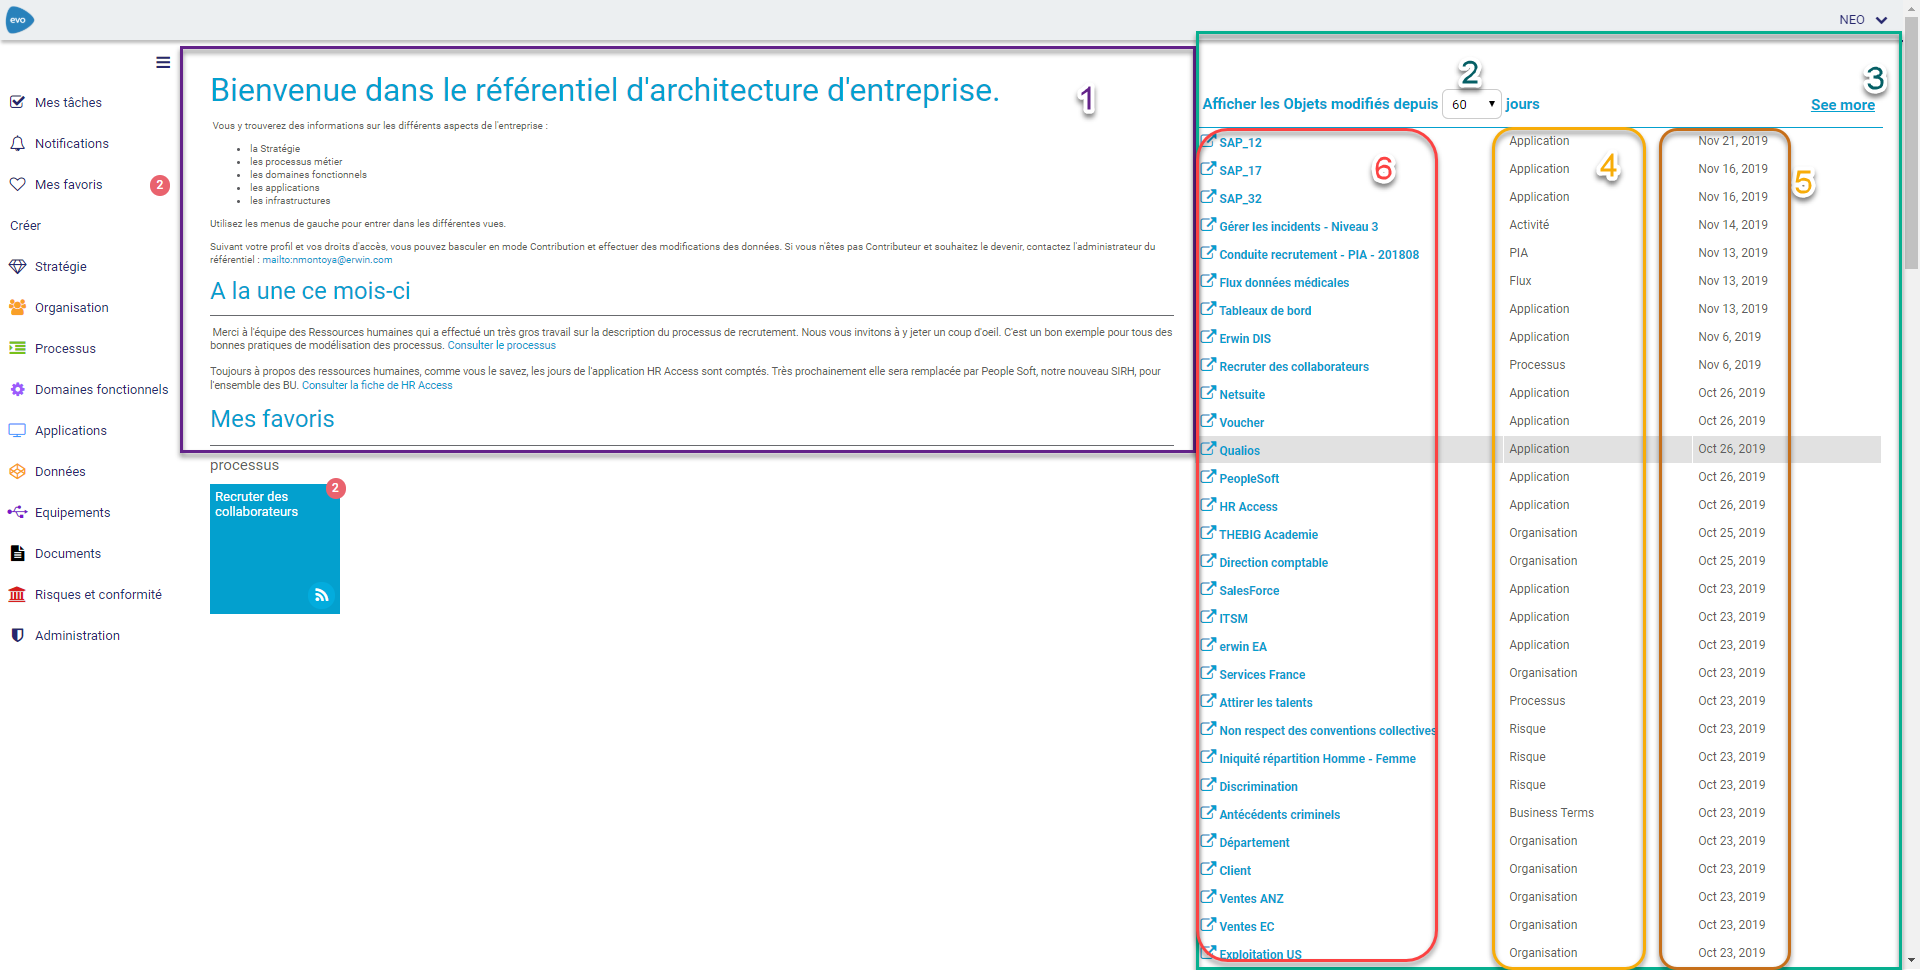 evo
NEO
Mes tâches
Notifications
Mes favoris 2
Créer
Stratégie
Organisation
Processus
Domaines fonctionnels
Applications
Données
Equipements
Documents
Risques et conformité
Administration
1
Bienvenue dans le référentiel d'architecture d'entreprise.
Vous y trouverez des informations sur les différents aspects de l'entreprise :
• la Stratégie
• les processus métier
• les domaines fonctionnels
• les applications
• les infrastructures
Utilisez les menus de gauche pour entrer dans les différentes vues.
Suivant votre profil et vos droits d'accès, vous pouvez basculer en mode Contribution et effectuer des modifications des données. Si vous n'êtes pas Contributeur et souhaitez le devenir, contactez l'administrateur du
référentiel : mailto:nmontoya@erwin.com
A la une ce mois-ci
Merci à l'équipe des Ressources humaines qui a effectué un très gros travail sur la description du processus de recrutement. Nous vous invitons à y jeter un coup d'oeil. C'est un bon exemple pour tous des
bonnes pratiques de modélisation des processus. Consulter le processus
Toujours à propos des ressources humaines, comme vous le savez, les jours de l'application HR Access sont comptés. Très prochainement elle sera remplacée par People Soft, notre nouveau SIRH, pour
l'ensemble des BU. Consulter la fiche de HR Access
Mes favoris
processus
2
Recruter des
collaborateurs
2
3
Afficher les Objets modifiés depuis 60 jours See more
6
4
5
SAP_12 Application Nov 21, 2019
SAP_17 Application Nov 16, 2019
SAP_32 Application Nov 16, 2019
Gérer les incidents - Niveau 3 Activité Nov 14, 2019
Conduite recrutement - PIA - 201808 PIA Nov 13, 2019
Flux données médicales Flux Nov 13, 2019
Tableaux de bord Application Nov 13, 2019
Erwin DIS Application Nov 6, 2019
Recruter des collaborateurs Processus Nov 6, 2019
Netsuite Application Oct 26, 2019
Voucher Application Oct 26, 2019
Qualios Application Oct 26, 2019
PeopleSoft Application Oct 26, 2019
HR Access Application Oct 26, 2019
THEBIG Academie Organisation Oct 25, 2019
Direction comptable Organisation Oct 25, 2019
SalesForce Application Oct 23, 2019
ITSM Application Oct 23, 2019
erwin EA Application Oct 23, 2019
Services France Organisation Oct 23, 2019
Attirer les talents Processus Oct 23, 2019
Non respect des conventions collectives Risque Oct 23, 2019
Iniquité répartition Homme - Femme Risque Oct 23, 2019
Discrimination Risque Oct 23, 2019
Antécédents criminels Business Terms Oct 23, 2019
Département Organisation Oct 23, 2019
Client Organisation Oct 23, 2019
Ventes ANZ Organisation Oct 23, 2019
Ventes EC Organisation Oct 23, 2019
Exploitation US Organisation Oct 23, 2019